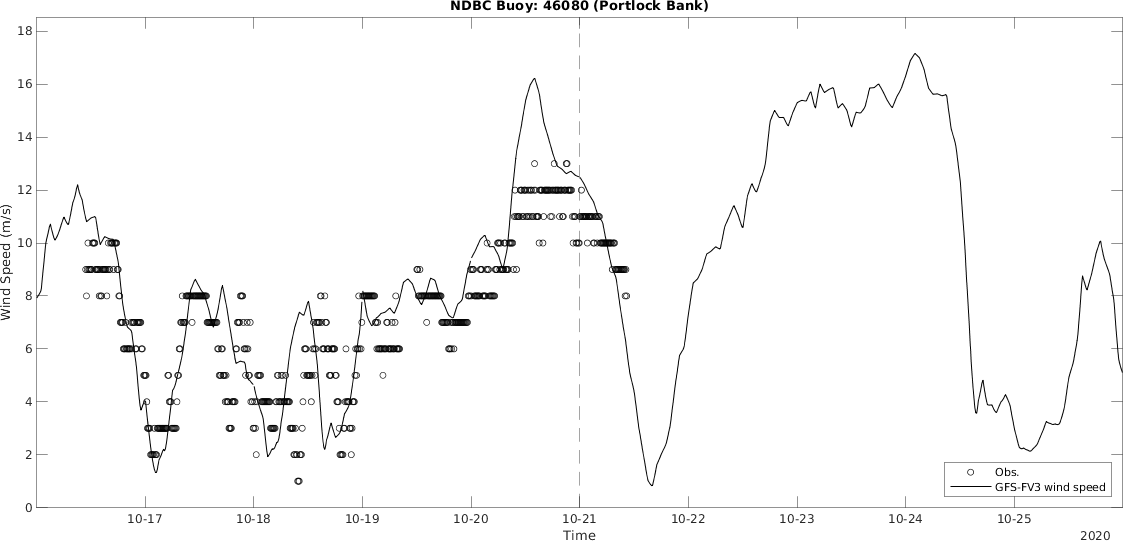 NDBC Buoy: 46080 (Portlock Bank)
18
16
14
12
10
8
6
4
2
0
Wind Speed (m/s)
10-17 10-18 10-19 10-20 10-21 10-22 10-23 10-24 10-25
Time
2020
Obs.
GFS-FV3 wind speed